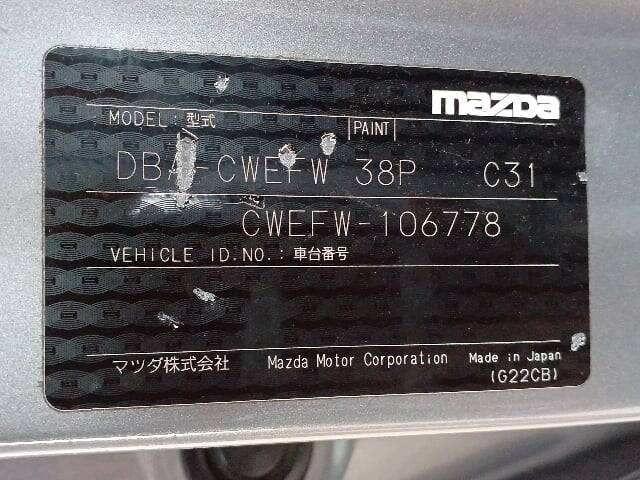 mazda
MODEL: 型式 PAINT
DBA-CWEFW 38P C31
CWEFW-106778
VEHICLE ID.NO.: 車台番号
マツダ株式会社 Mazda Motor Corporation Made in Japan
(G22CB)